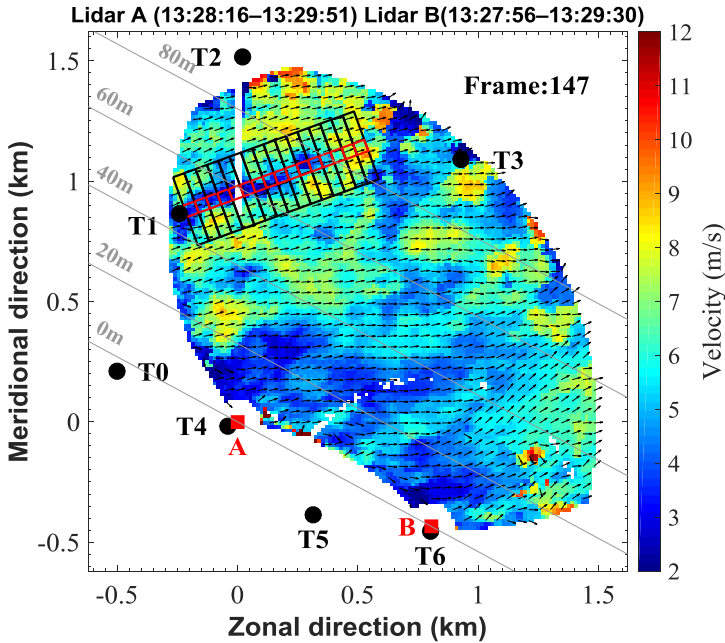 Lidar A (13:28:16–13:29:51) Lidar B(13:27:56–13:29:30)
Frame:147
T2
80m
60m
40m
20m
0m
T3
T1
T0
T4
A
T5
B
T6
1.5
1
0.5
0
-0.5
-0.5
0
0.5
1
1.5
Meridional direction (km)
Zonal direction (km)
12
11
10
9
8
7
6
5
4
3
2
Velocity (m/s)